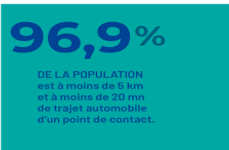 96,9%
DE LA POPULATION
est à moins de 5 km
et à moins de 20 mn
de trajet automobile
d'un point de contact.